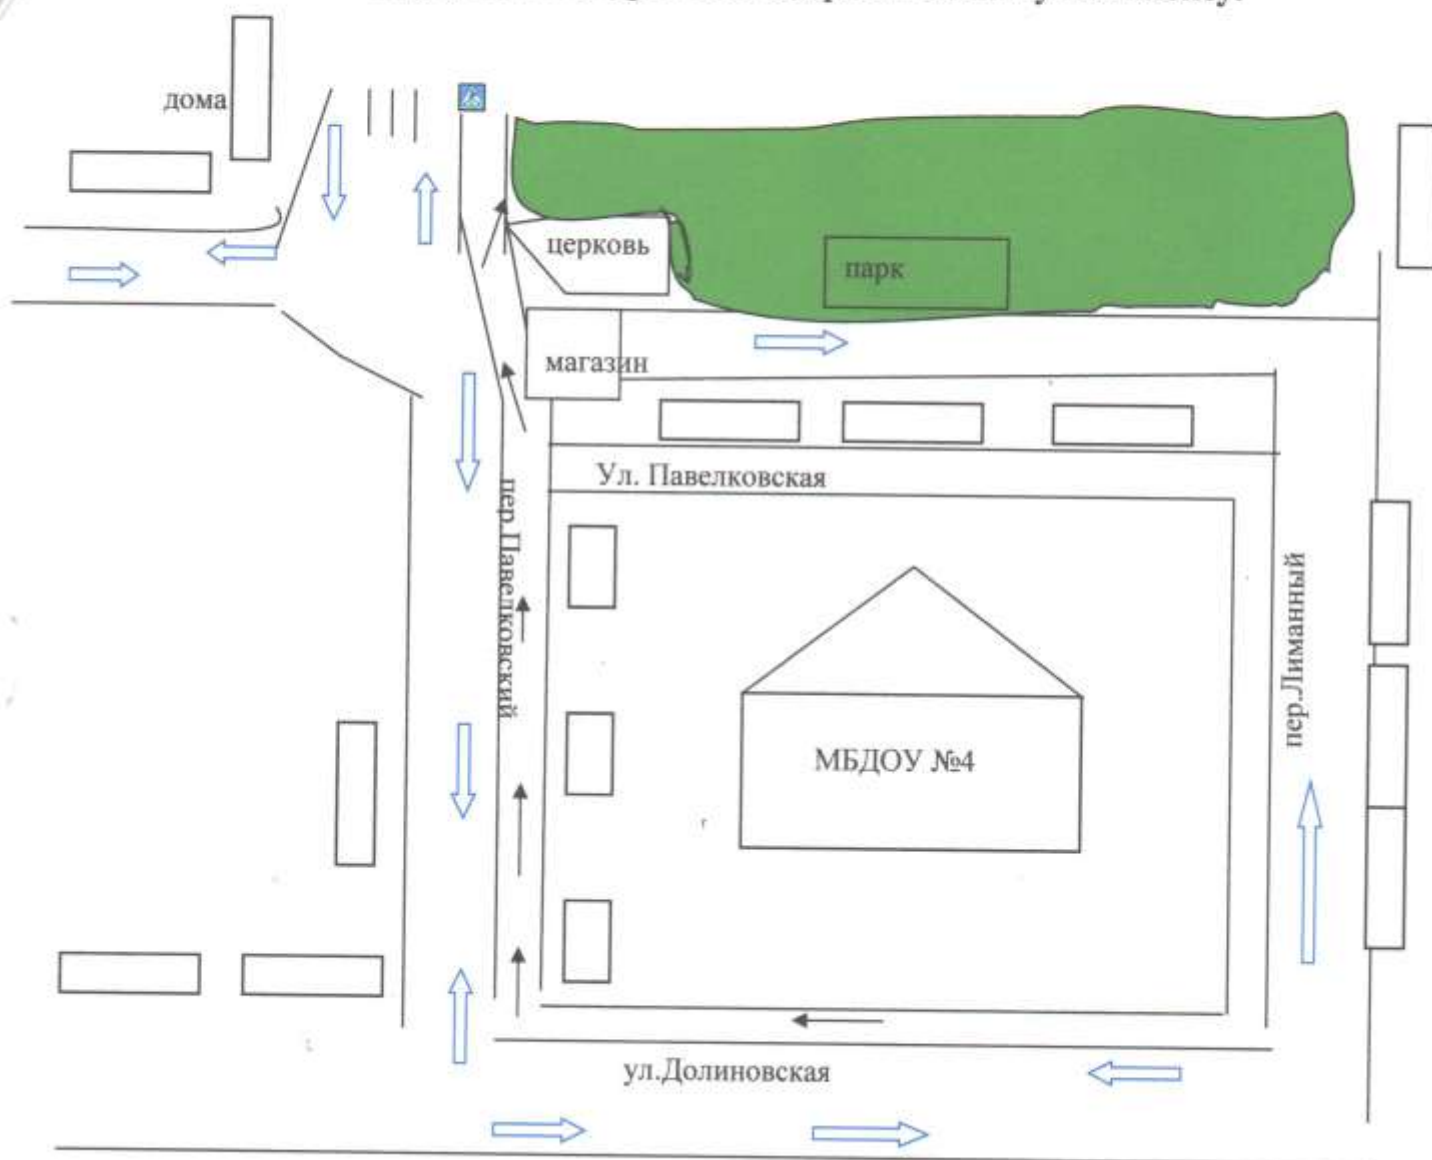 дома
церковь
парк
магазин
Ул. Павелковская
пер.Павелковский
пер.Лиманный
МБДОУ №4
ул.Долиновская